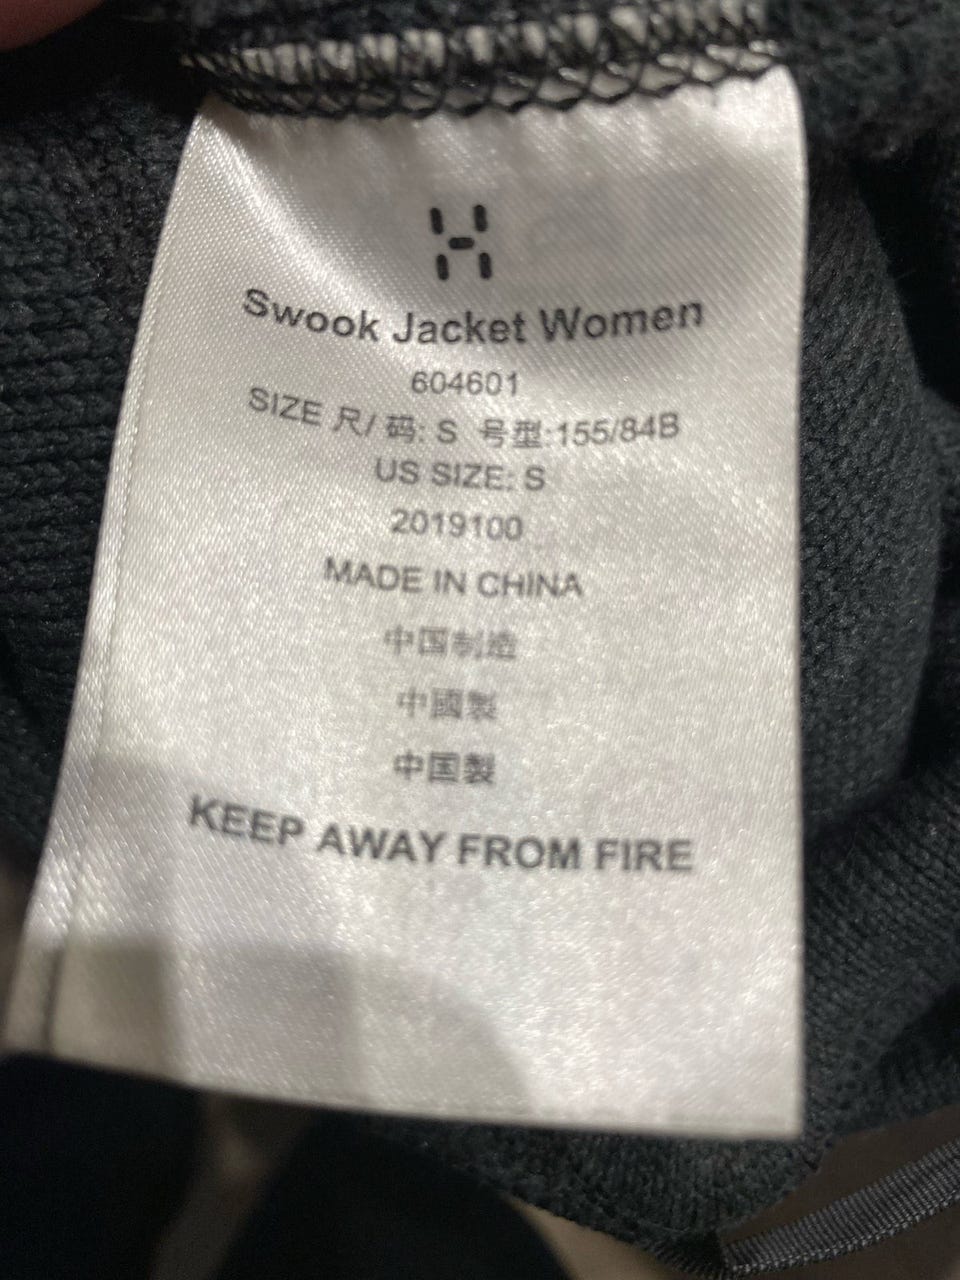 Swook Jacket Women
604601
SIZE 尺/ 码: S 号型:155/84B
US SIZE: S
2019100
MADE IN CHINA
中国制造
中國製
中国製
KEEP AWAY FROM FIRE